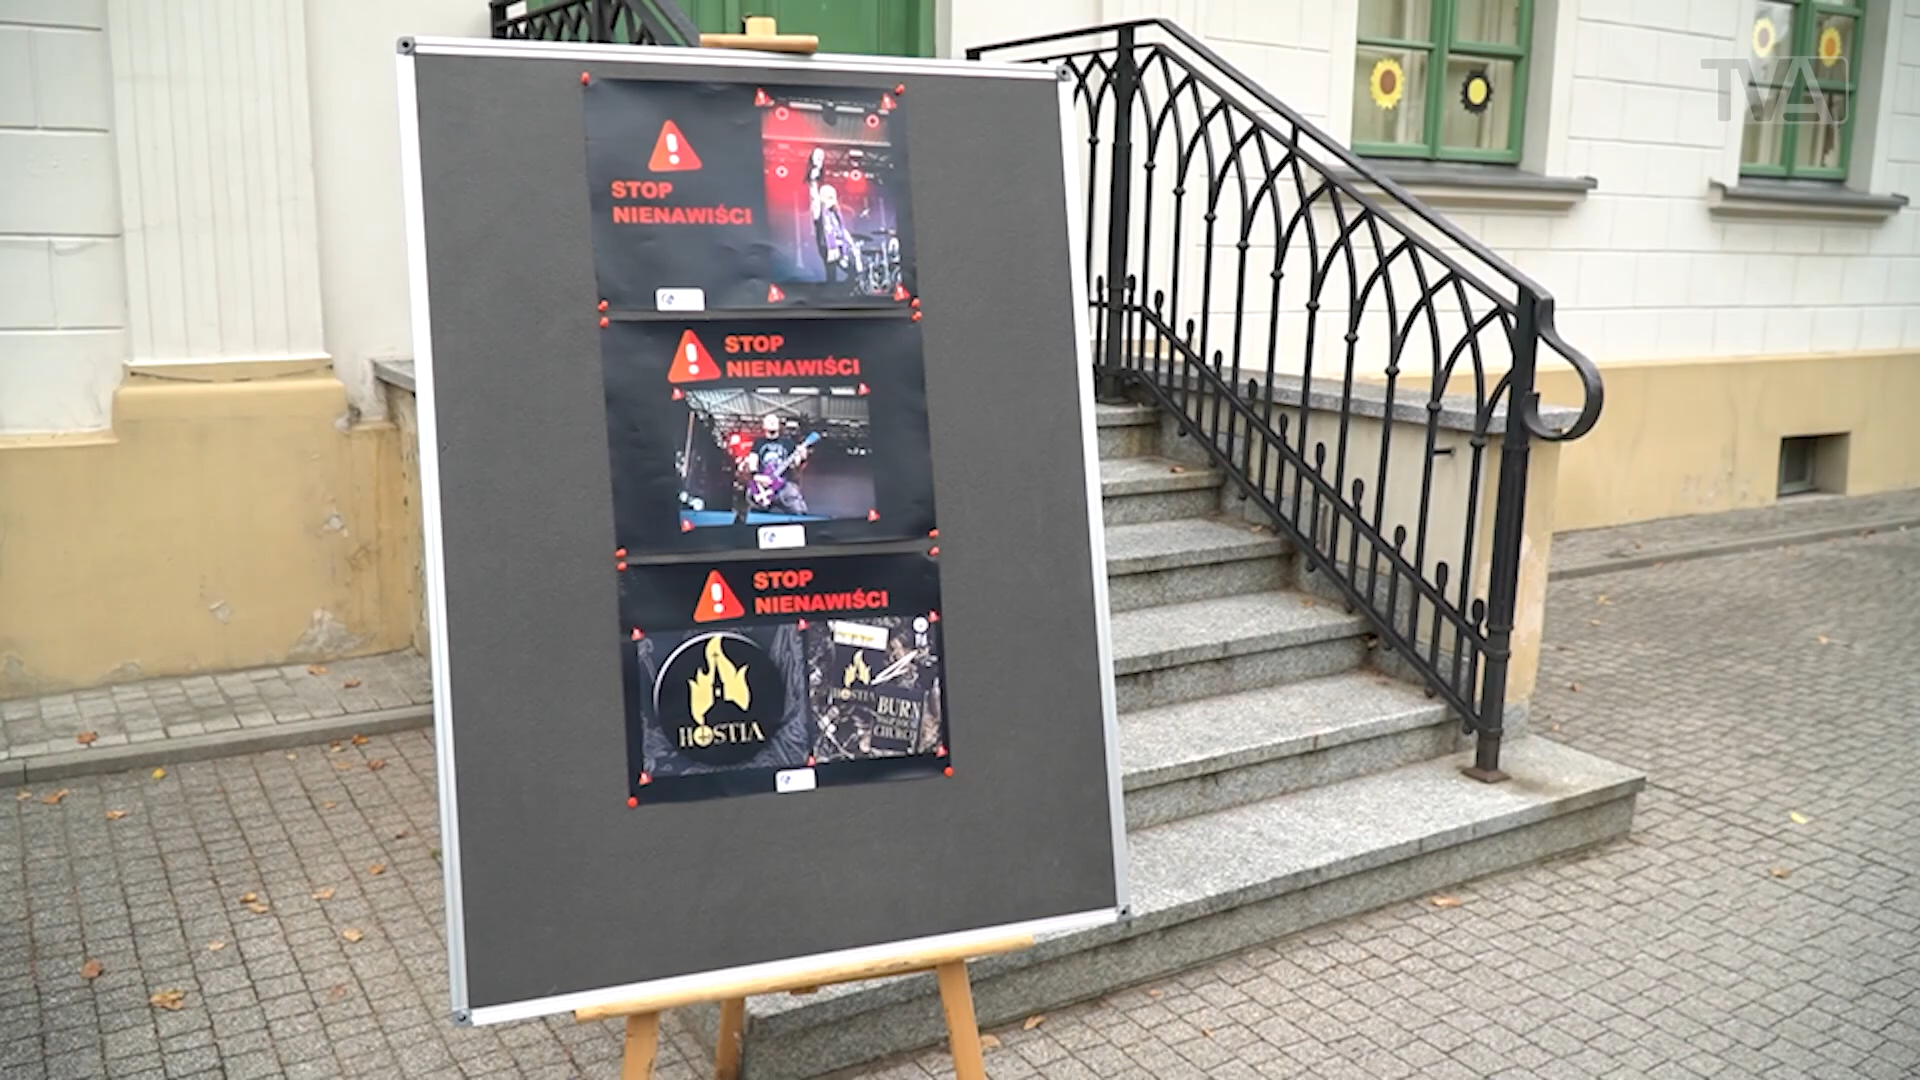 TVA
STOP
NIENAWIŚCI
STOP
NIENAWIŚCI
STOP
NIENAWIŚCI
HOSTIA
HOSTIA
BURN
CHURCH